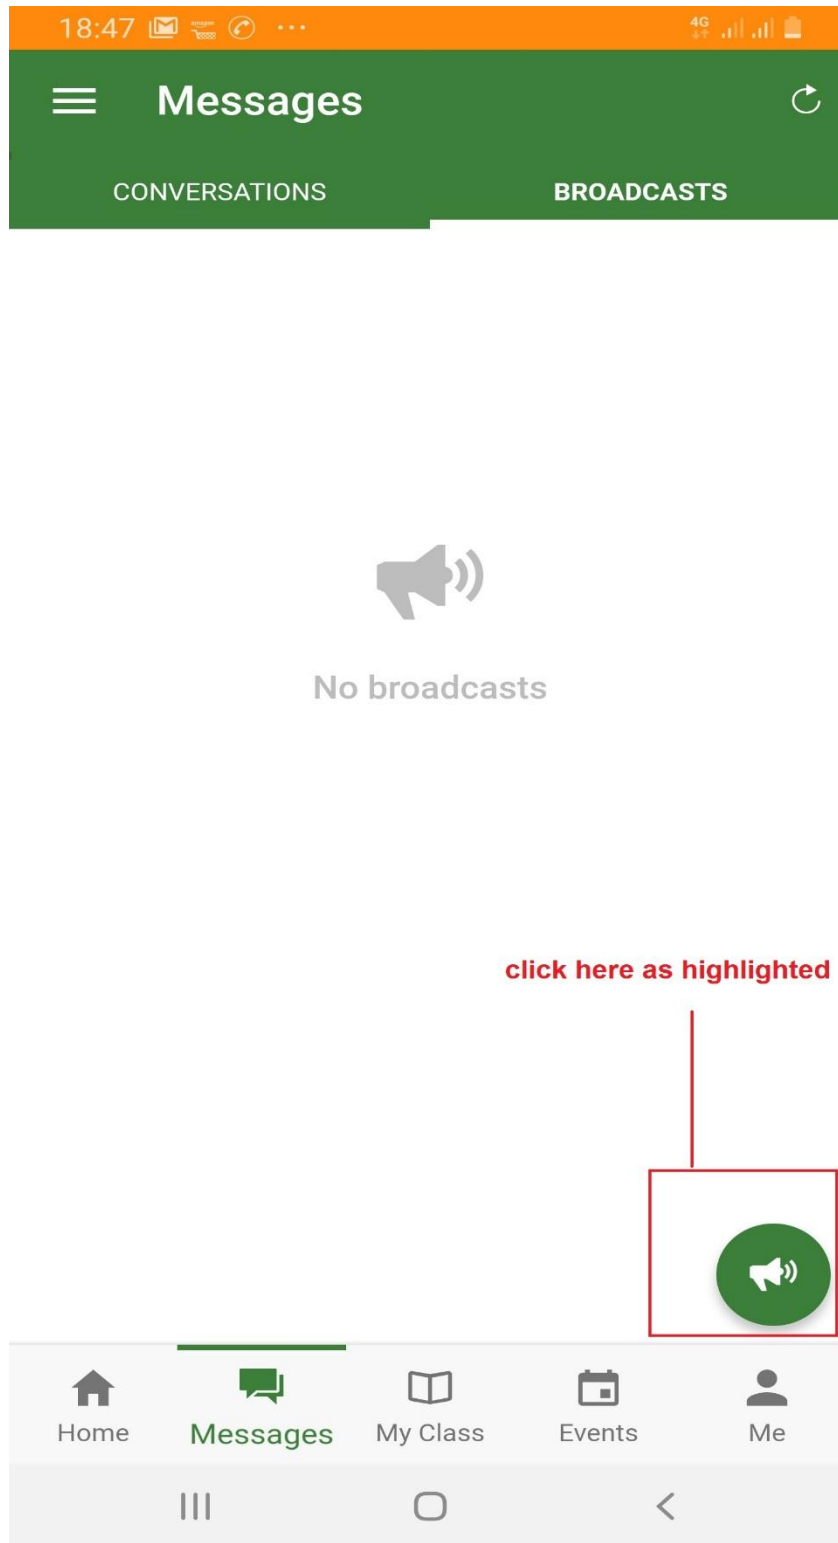 18:47
4G
Messages
CONVERSATIONS
BROADCASTS
No broadcasts
click here as highlighted
Home
Messages
My Class
Events
Me